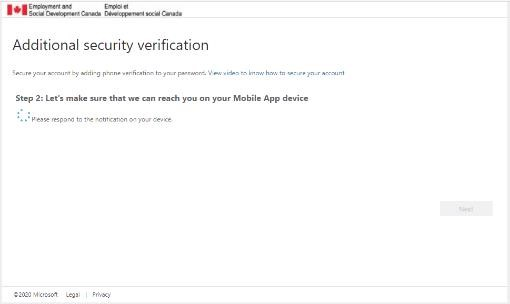 Employment and Emploi et
Social Development Canada Développement social Canada
Additional security verification
Secure your account by adding phone verification to your password. View video to know how to secure your account
Step 2: Let's make sure that we can reach you on your Mobile App device
Please respond to the notification on your device.
Next
©2020 Microsoft Legal | Privacy